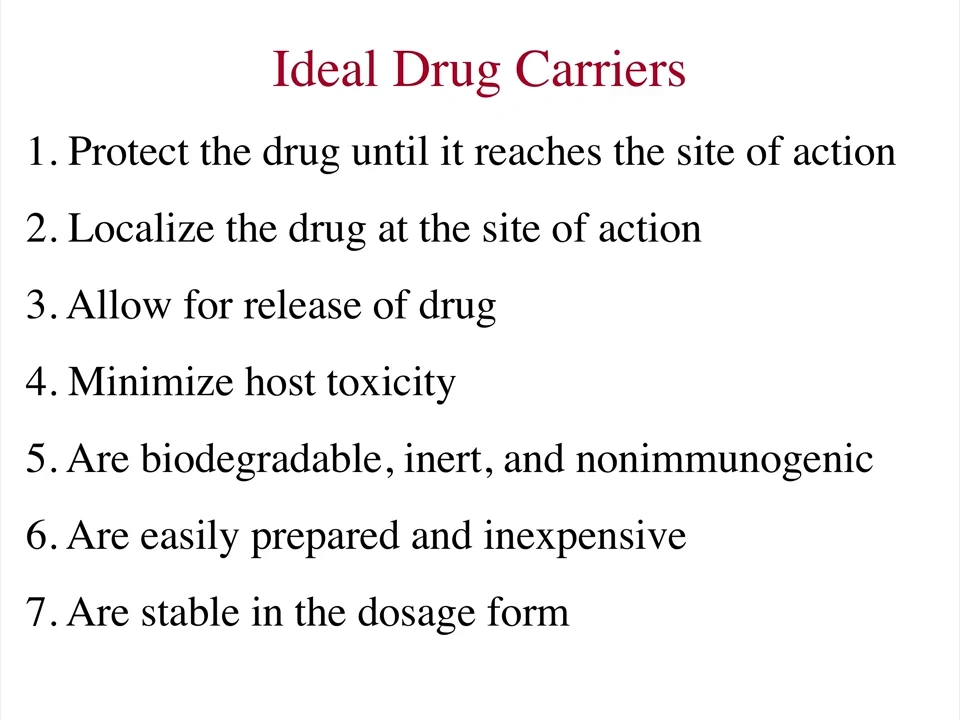 Ideal Drug Carriers
1. Protect the drug until it reaches the site of action
2. Localize the drug at the site of action
3. Allow for release of drug
4. Minimize host toxicity
5. Are biodegradable, inert, and nonimmunogenic
6. Are easily prepared and inexpensive
7. Are stable in the dosage form